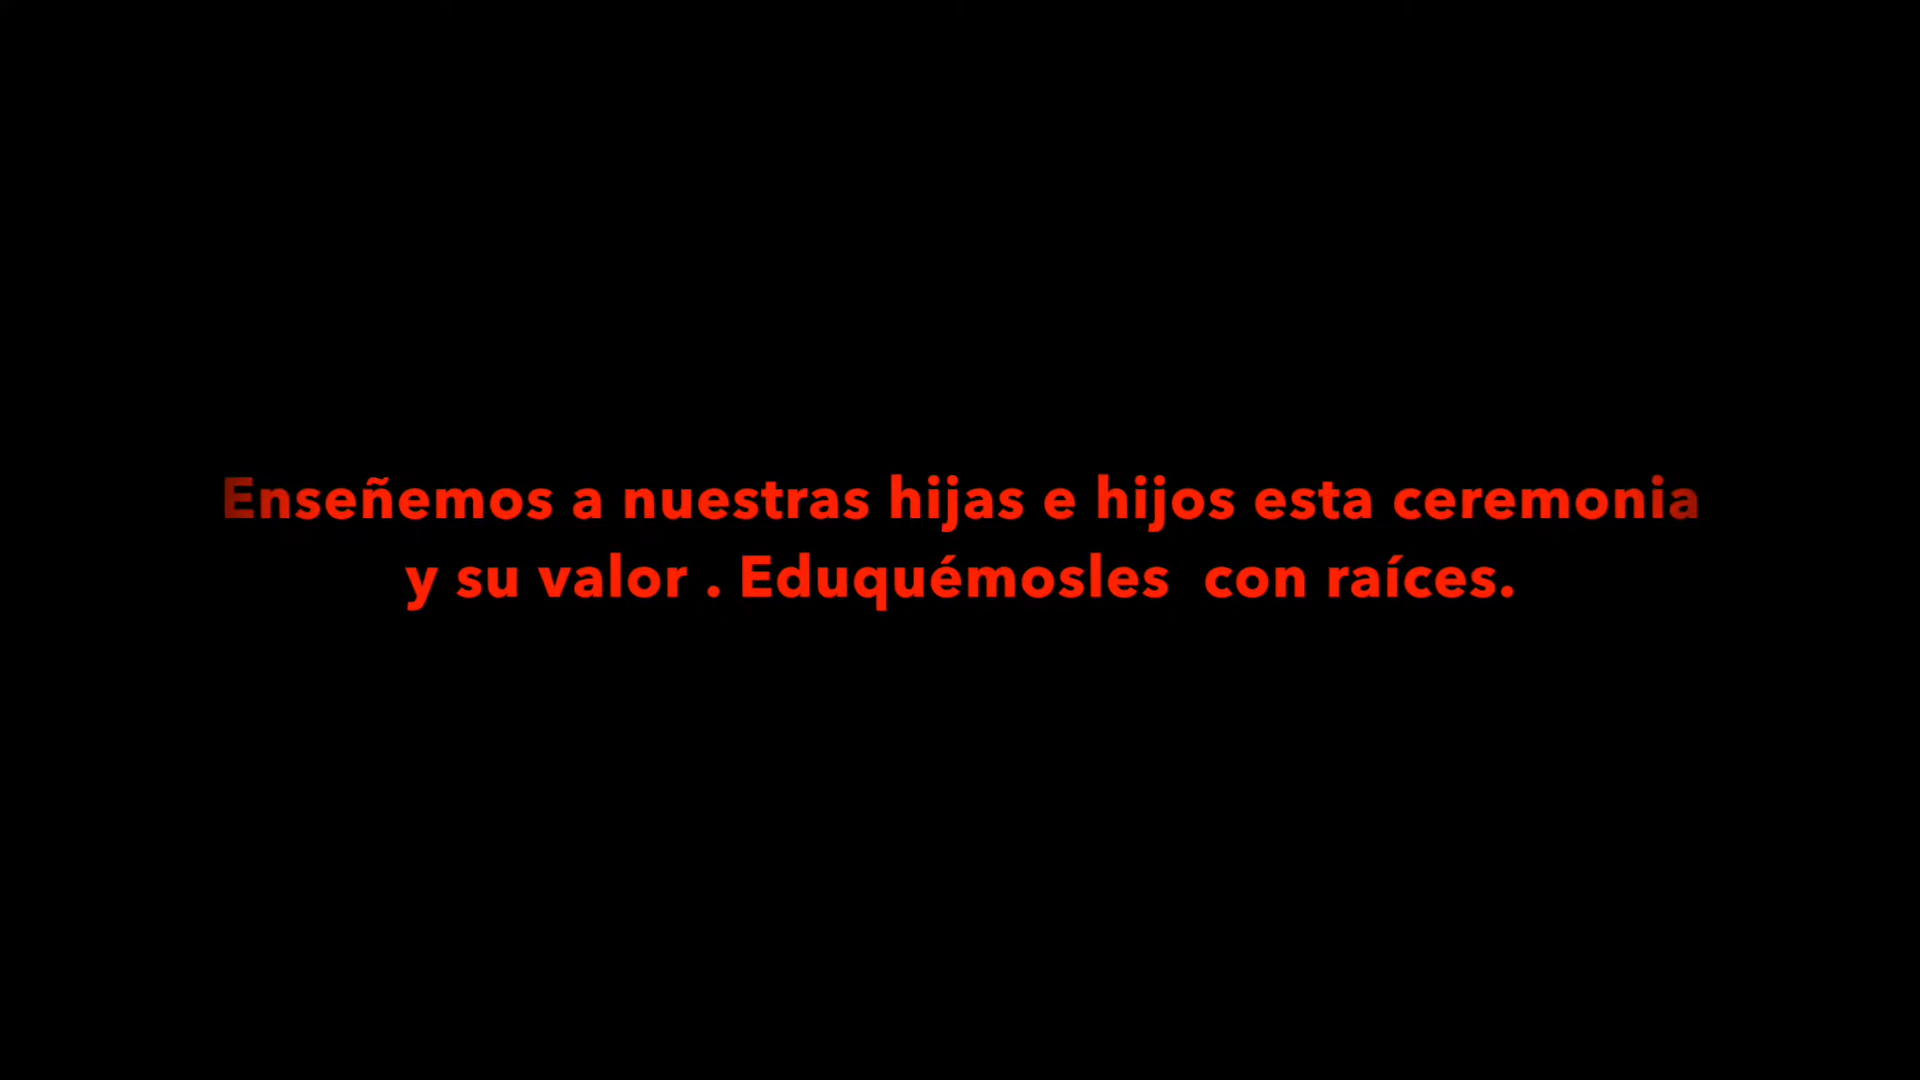 Enseñemos a nuestras hijas e hijos esta ceremonia
y su valor . Eduquémosles  con raíces.